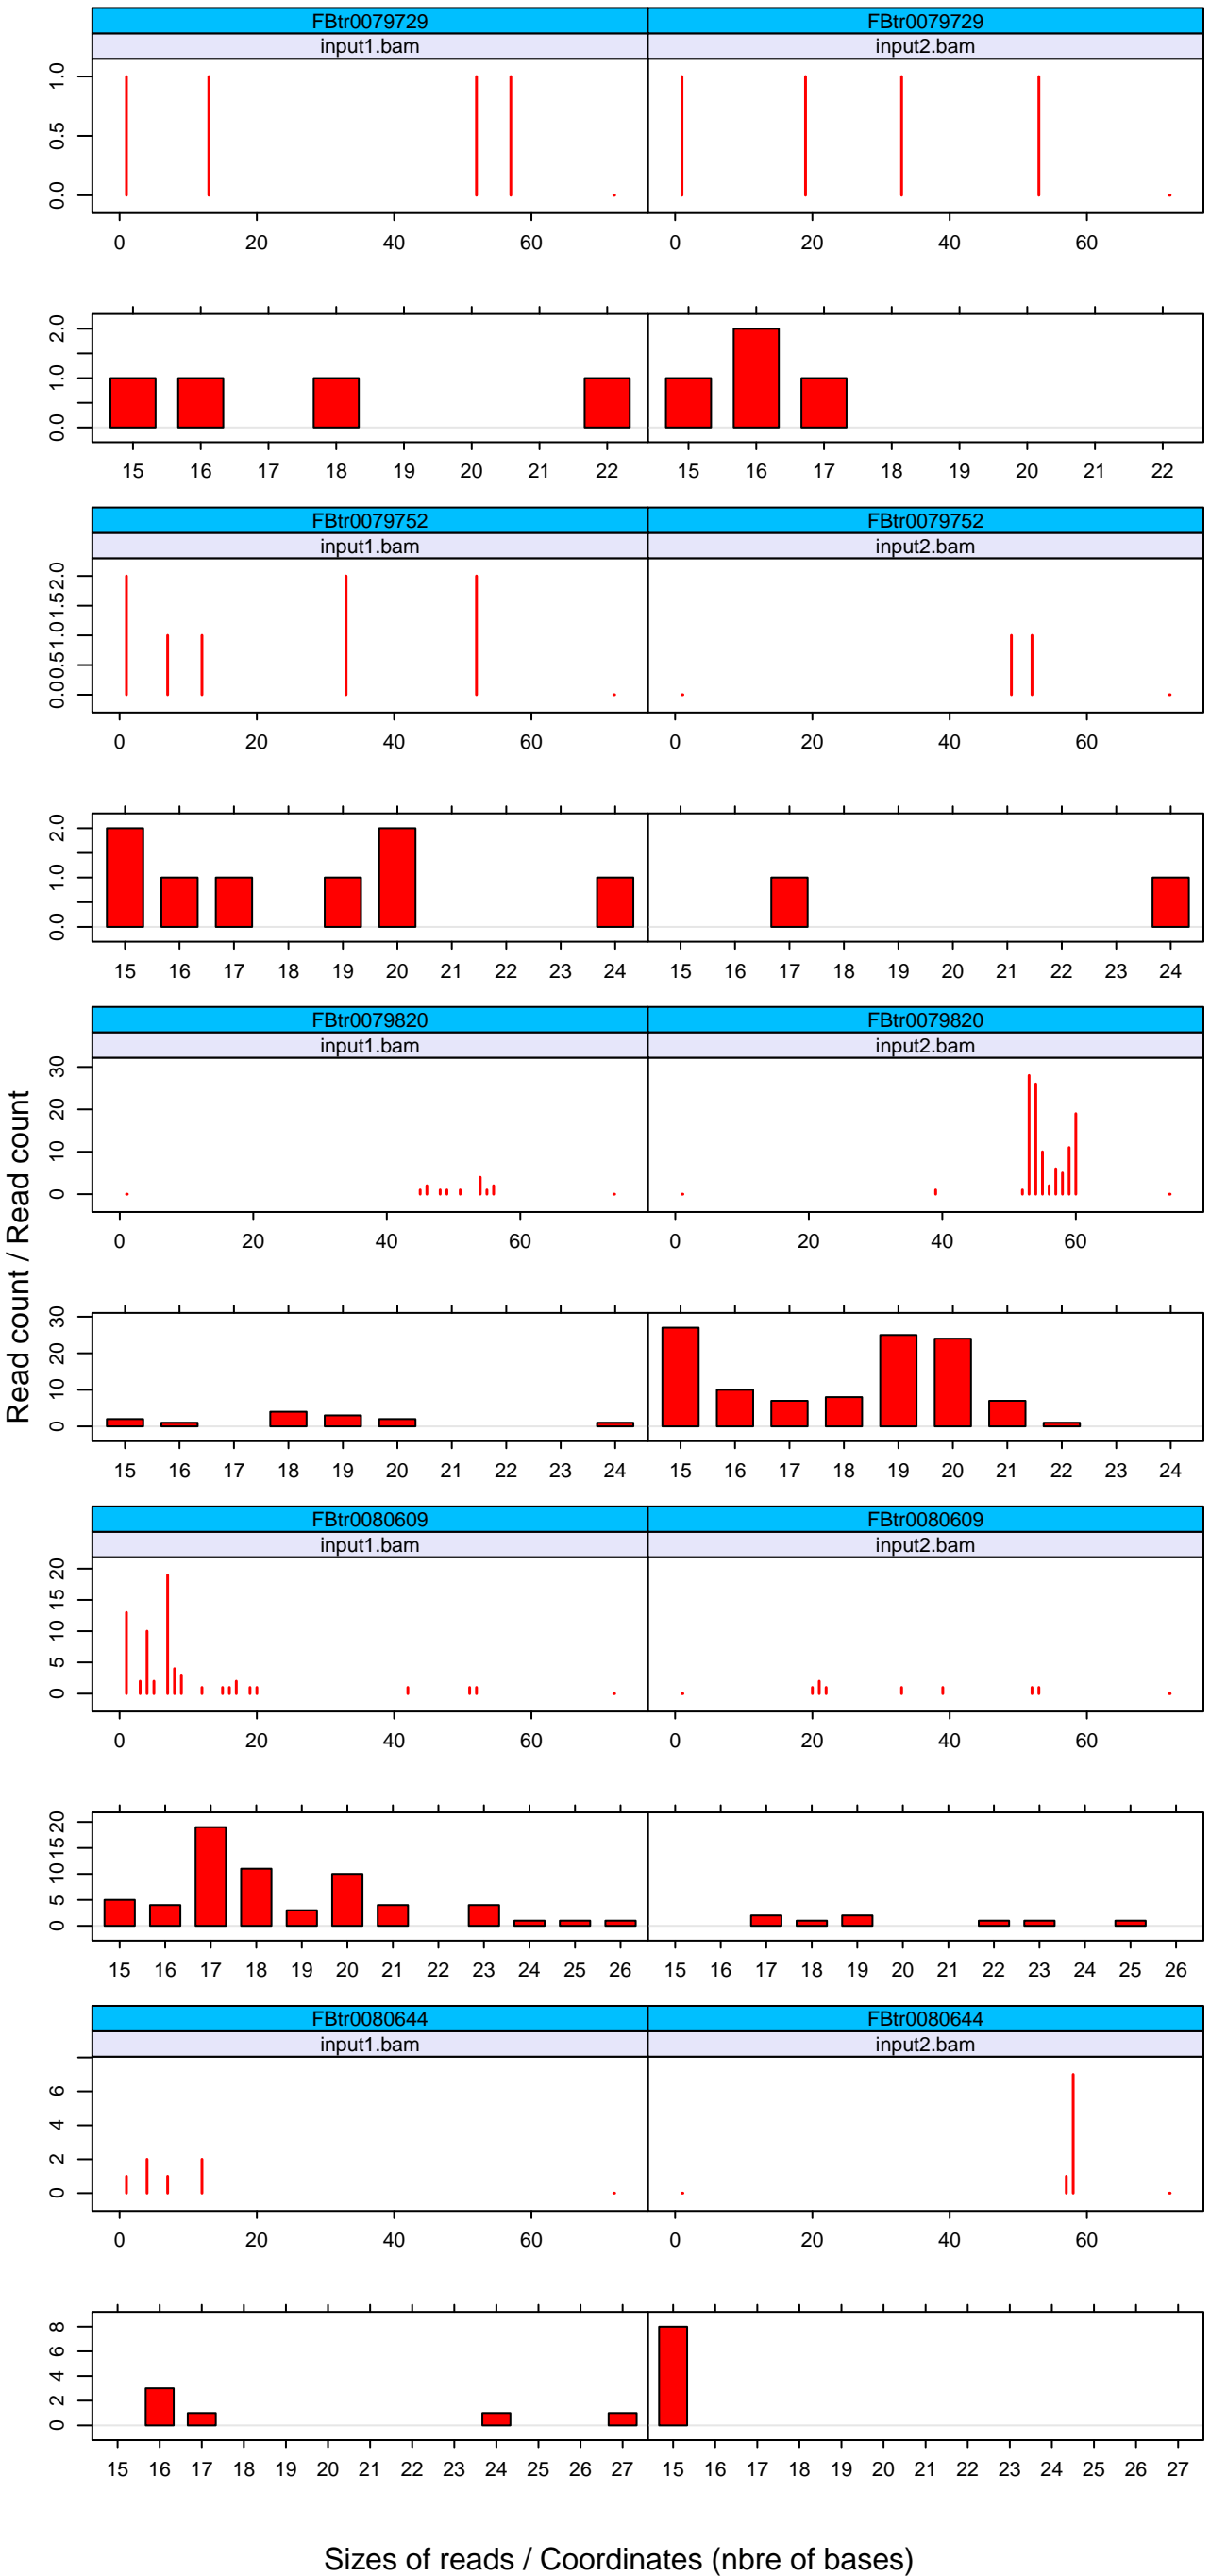 FBtr0079729 FBtr0079729
input1.bam input2.bam
0.0 0.5 1.0
0 20 40 60 0 20 40 60
0.0 1.0 2.0
15 16 17 18 19 20 21 22 15 16 17 18 19 20 21 22
FBtr0079752 FBtr0079752
input1.bam input2.bam
0.0 0.5 1.0 1.5 2.0
0 20 40 60 0 20 40 60
0.0 1.0 2.0
15 16 17 18 19 20 21 22 23 24 15 16 17 18 19 20 21 22 23 24
FBtr0079820 FBtr0079820
input1.bam input2.bam
0 10 20 30
0 20 40 60 0 20 40 60
Read count / Read count
0 10 20 30
15 16 17 18 19 20 21 22 23 24 15 16 17 18 19 20 21 22 23 24
FBtr0080609 FBtr0080609
input1.bam input2.bam
0 5 10 15 20
0 20 40 60 0 20 40 60
0 5 10 15 20
15 16 17 18 19 20 21 22 23 24 25 26 15 16 17 18 19 20 21 22 23 24 25 26
FBtr0080644 FBtr0080644
input1.bam input2.bam
0 2 4 6
0 20 40 60 0 20 40 60
0 2 4 6 8
15 16 17 18 19 20 21 22 23 24 25 26 27 15 16 17 18 19 20 21 22 23 24 25 26 27
Sizes of reads / Coordinates (nbre of bases)